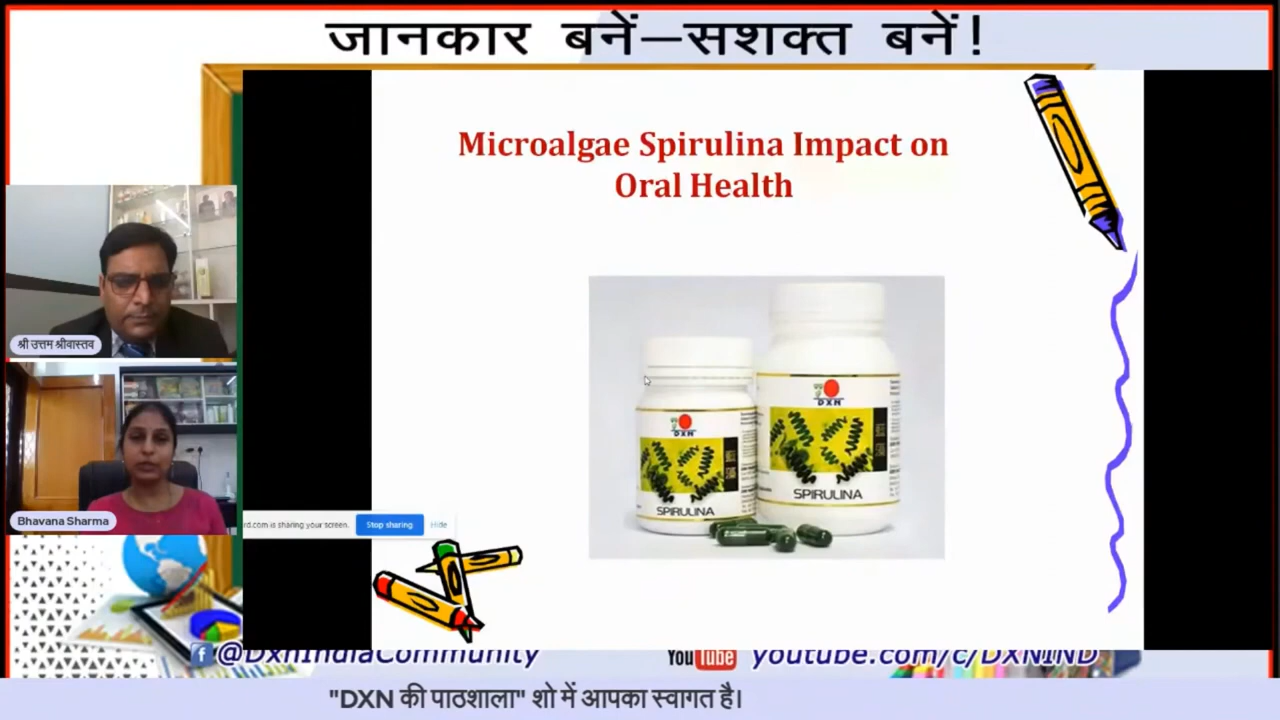 जानकार बनें—सशक्त बनें!
Microalgae Spirulina Impact on
Oral Health
श्री उत्तम श्रीवास्तव
Bhavana Sharma
DXN
SPIRULINA
DXN
SPIRULINA
rd.com is sharing your screen.
Stop sharing
Hide
@DxnIndiaCommunity
YouTube youtube.com/c/DXNIND
"DXN की पाठशाला" शो में आपका स्वागत है।